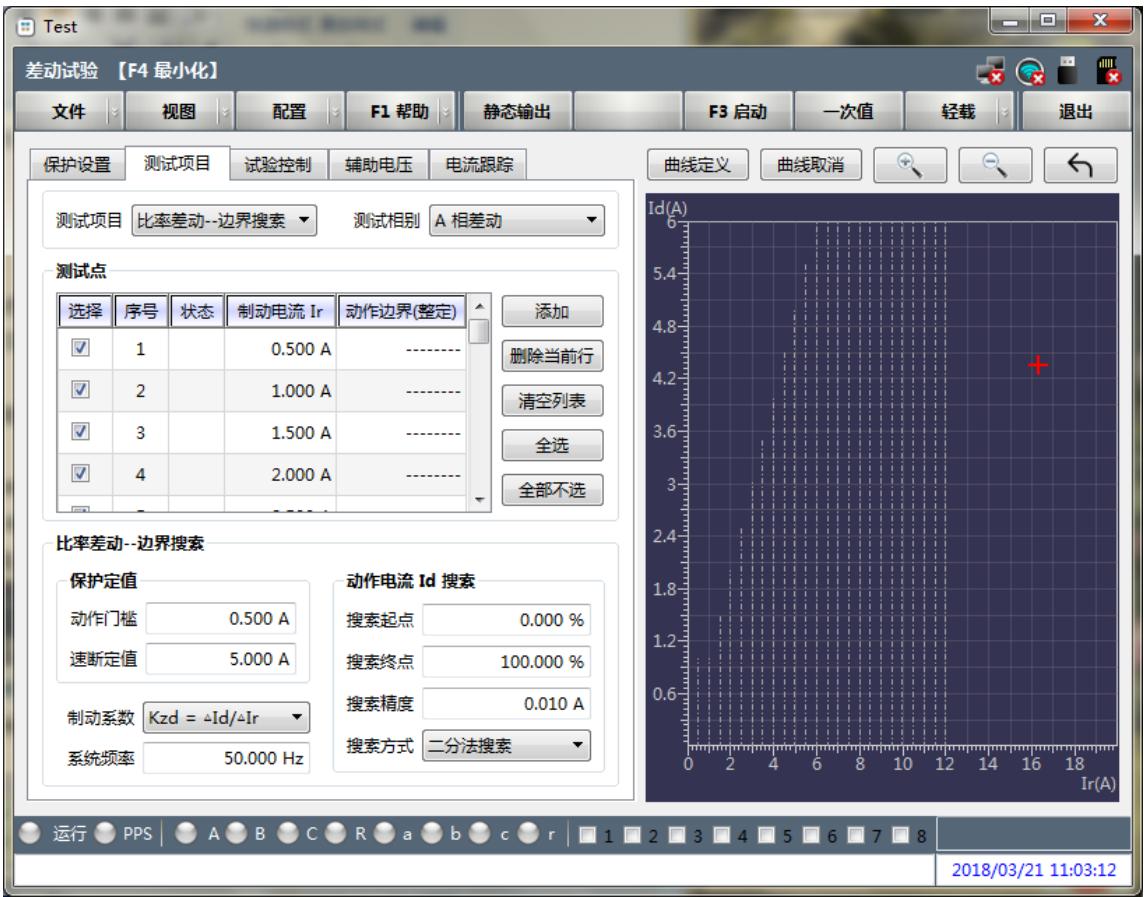 Test
差动试验 【F4 最小化】
文件 视图 配置 F1 帮助 静态输出 F3 启动 一次值 轻载 退出
保护设置 测试项目 试验控制 辅助电压 电流跟踪 曲线定义 曲线取消
测试项目 比率差动--边界搜索 测试相别 A 相差动
测试点
选择 序号 状态 制动电流 Ir 动作边界(整定)
1 0.500 A --------
2 1.000 A --------
3 1.500 A --------
4 2.000 A --------
添加
删除当前行
清空列表
全选
全部不选
比率差动--边界搜索
保护定值
动作门槛 0.500 A
速断定值 5.000 A
制动系数 Kzd = △Id/△Ir
系统频率 50.000 Hz
动作电流 Id 搜索
搜索起点 0.000 %
搜索终点 100.000 %
搜索精度 0.010 A
搜索方式 二分法搜索
Id(A)
6
5.4
4.8
4.2
3.6
3
2.4
1.8
1.2
0.6
0 2 4 6 8 10 12 14 16 18
Ir(A)
运行 PPS A B C R a b c r 1 2 3 4 5 6 7 8
2018/03/21 11:03:12